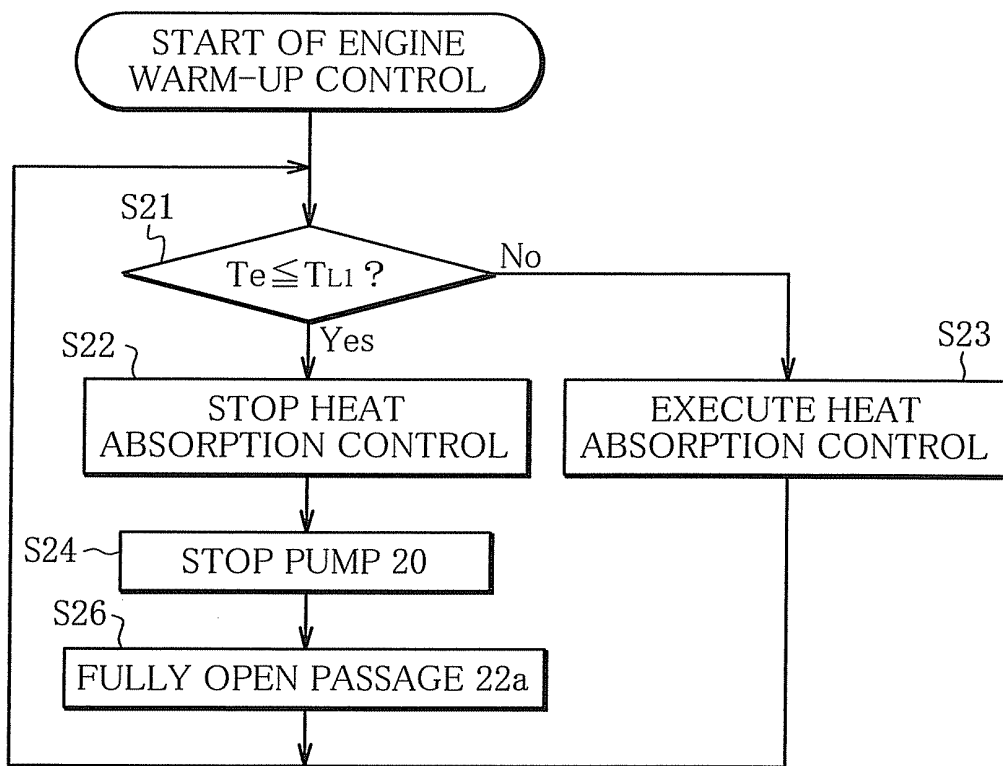 START OF ENGINE
WARM-UP CONTROL
S21
Te≦TL1 ?
No
Yes
S22
STOP HEAT
ABSORPTION CONTROL
S23
EXECUTE HEAT
ABSORPTION CONTROL
S24
STOP PUMP 20
S26
FULLY OPEN PASSAGE 22a